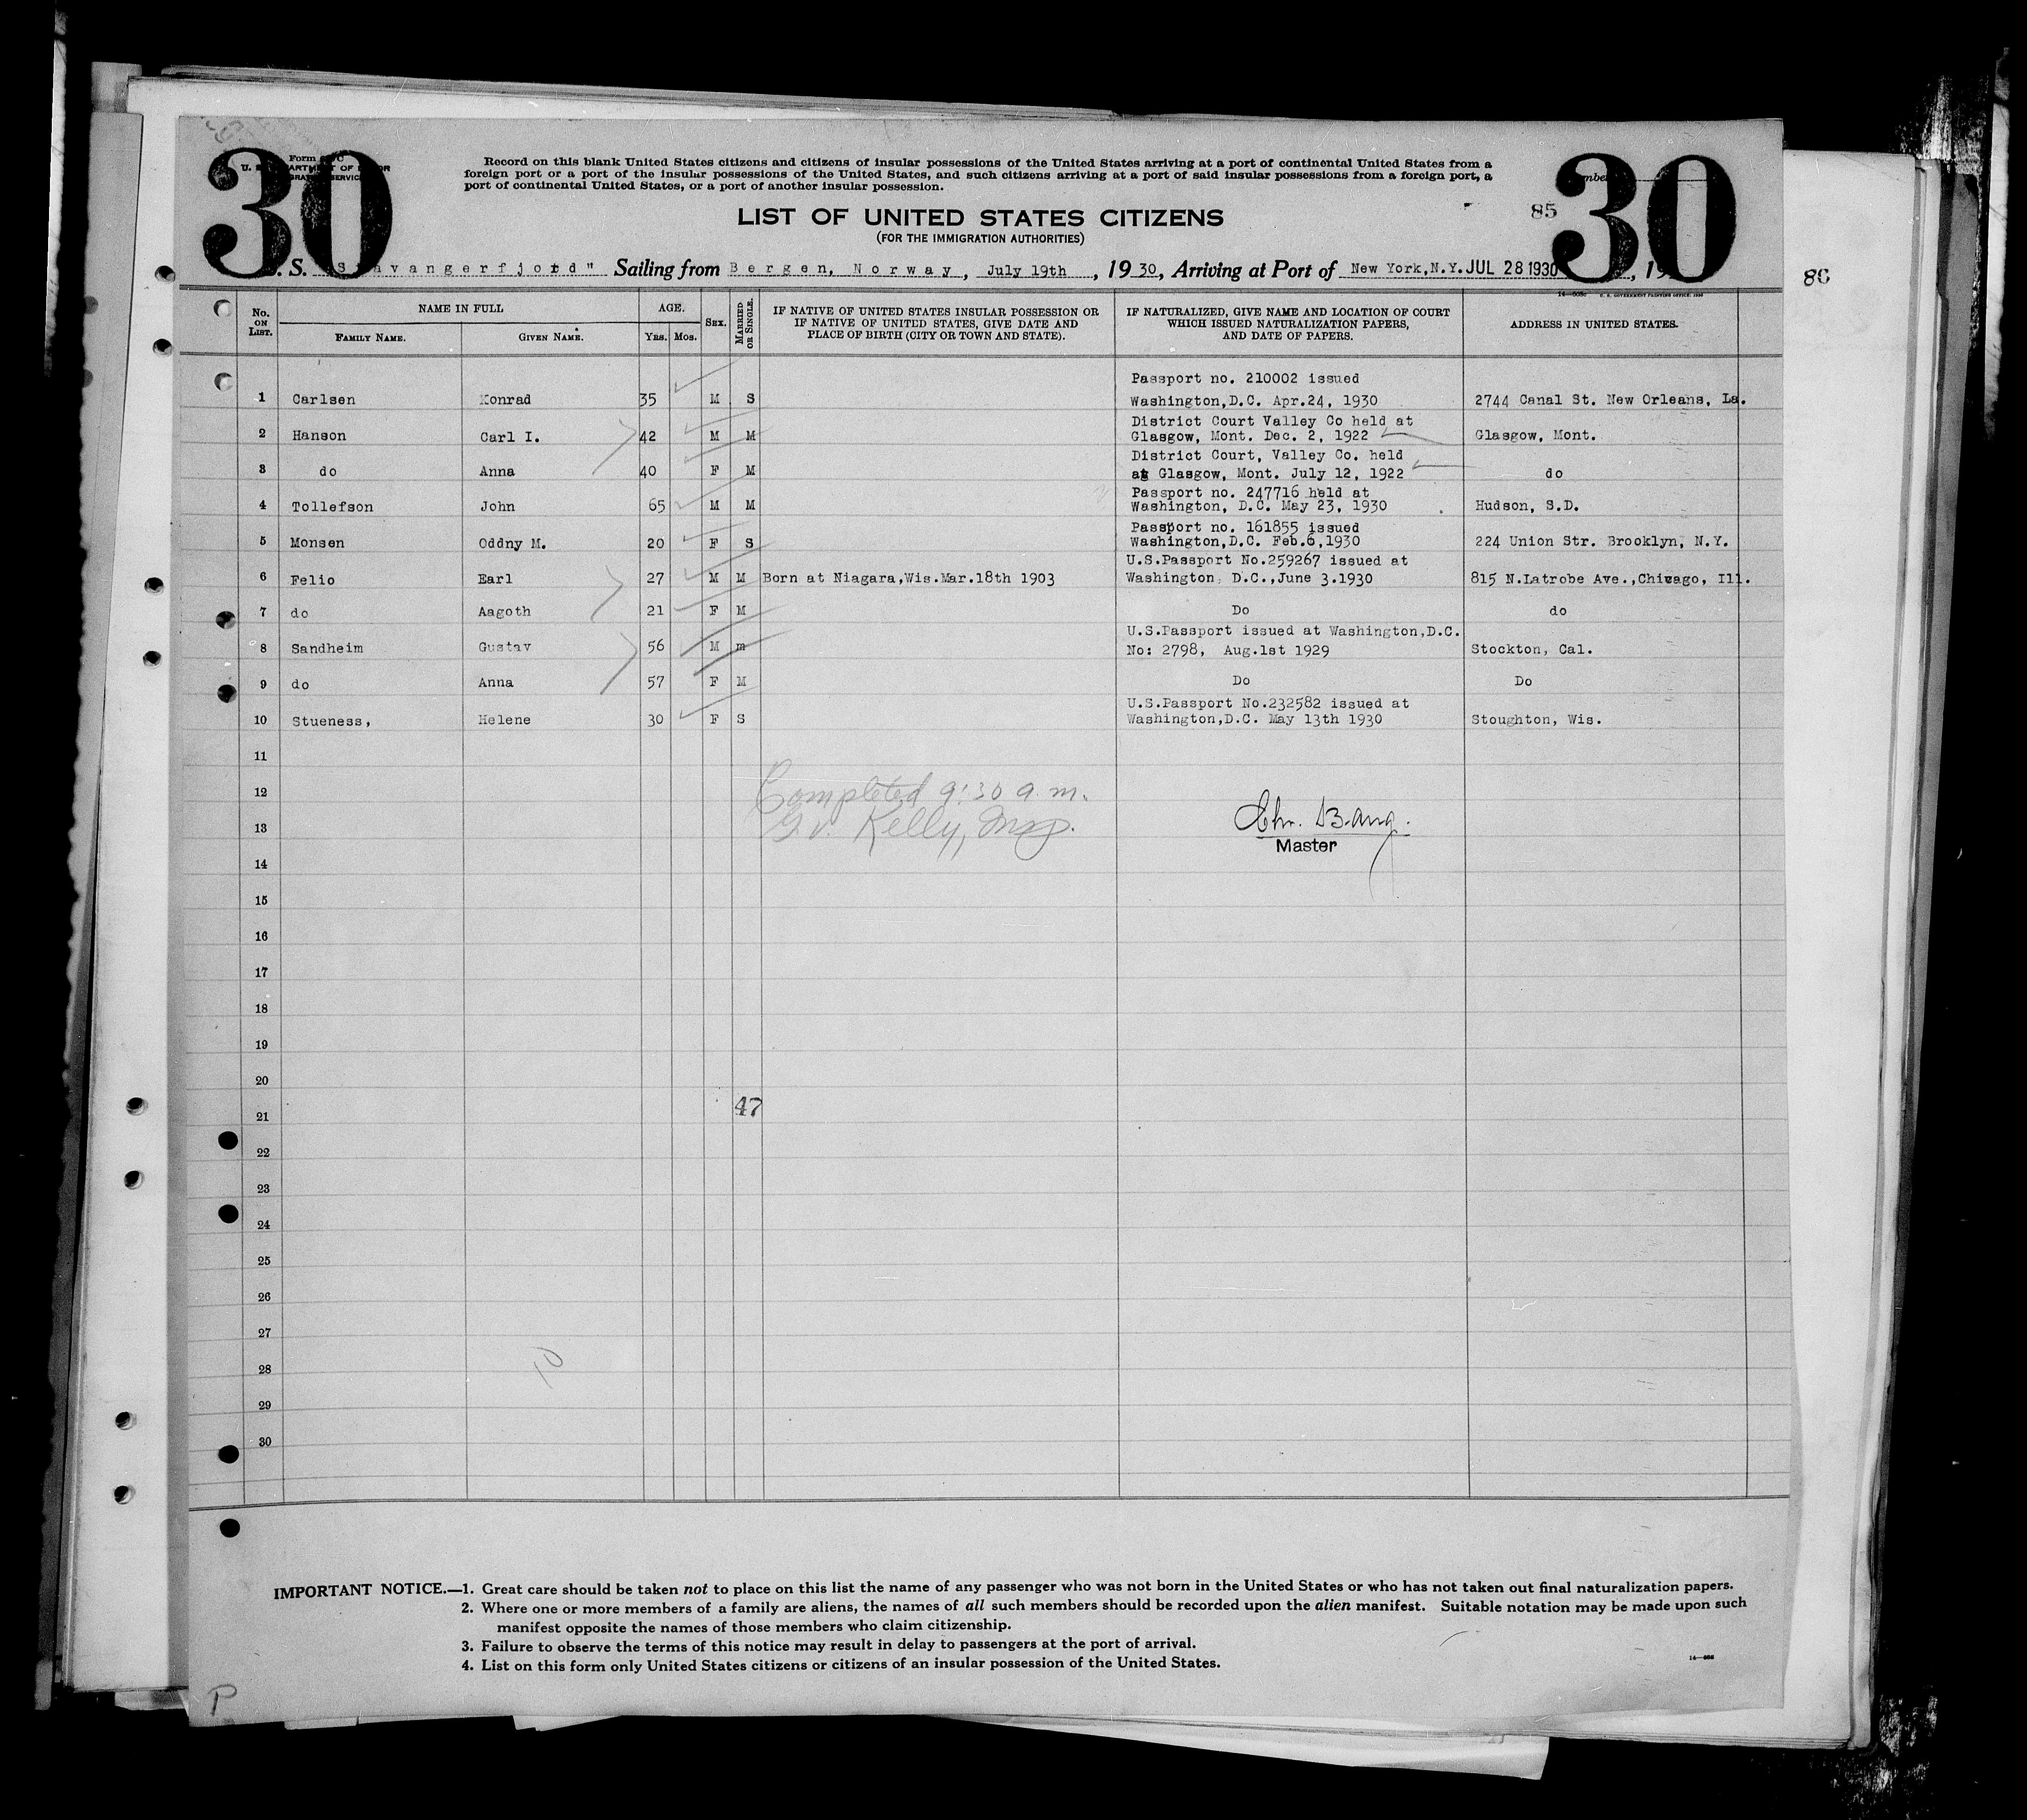 30
30
Form
U. S. DEPARTMENT OF LABOR
IMMIGRATION SERVICE
Record on this blank United States citizens and citizens of insular possessions of the United States arriving at a port of continental United States from a
foreign port or a port of the insular possessions of the United States, and such citizens arriving at a port of said insular possessions from a foreign port, a
port of continental United States, or a port of another insular possession.
85
LIST OF UNITED STATES CITIZENS
(FOR THE IMMIGRATION AUTHORITIES)
S. "Stavangerfjord" Sailing from Bergen, Norway, July 19th, 1930, Arriving at Port of New York, N.Y. JUL 28 1930, 19
86
No. ON LIST. NAME IN FULL AGE. SEX. MARRIED OR SINGLE. IF NATIVE OF UNITED STATES INSULAR POSSESSION OR IF NATIVE OF UNITED STATES, GIVE DATE AND PLACE OF BIRTH (CITY OR TOWN AND STATE). IF NATURALIZED, GIVE NAME AND LOCATION OF COURT WHICH ISSUED NATURALIZATION PAPERS, AND DATE OF PAPERS. ADDRESS IN UNITED STATES.
FAMILY NAME. GIVEN NAME. YRS. MOS.
Passport no. 210002 issued
1 Carlsen Konrad 35 M S Washington,D.C. Apr.24, 1930 2744 Canal St. New Orleans, La.
District Court Valley Co held at
2 Hanson Carl I. 42 M M Glasgow, Mont. Dec. 2, 1922 Glasgow, Mont.
District Court, Valley Co. held
3 do Anna 40 F M at Glasgow, Mont. July 12, 1922 do
Passport no. 247716 held at
4 Tollefson John 65 M M Washington, D.C. May 23, 1930 Hudson, S.D.
Passport no. 161855 issued
5 Monsen Oddny M. 20 F S Washington,D.C. Feb.6,1930 224 Union Str. Brooklyn, N.Y.
U.S.Passport No.259267 issued at
6 Felio Earl 27 M M Born at Niagara,Wis.Mar.18th 1903 Washington, D.C.,June 3.1930 815 N.Latrobe Ave.,Chicago, Ill.
7 do Aagoth 21 F M Do do
U.S.Passport issued at Washington,D.C.
8 Sandheim Gustav 56 M m No: 2798, Aug.1st 1929 Stockton, Cal.
9 do Anna 57 F M Do Do
U.S.Passport No.232582 issued at
10 Stueness, Helene 30 F S Washington,D.C. May 13th 1930 Stoughton, Wis.
11
12 Completed 9:30 a.m.
13 Kelly, Insp. Chr. Bang.
Master
14
15
16
17
18
19
20
21 47
22
23
24
25
26
27
28 10
29
30
IMPORTANT NOTICE.—1. Great care should be taken not to place on this list the name of any passenger who was not born in the United States or who has not taken out final naturalization papers.
2. Where one or more members of a family are aliens, the names of all such members should be recorded upon the alien manifest. Suitable notation may be made upon such
manifest opposite the names of those members who claim citizenship.
3. Failure to observe the terms of this notice may result in delay to passengers at the port of arrival.
4. List on this form only United States citizens or citizens of an insular possession of the United States.
P